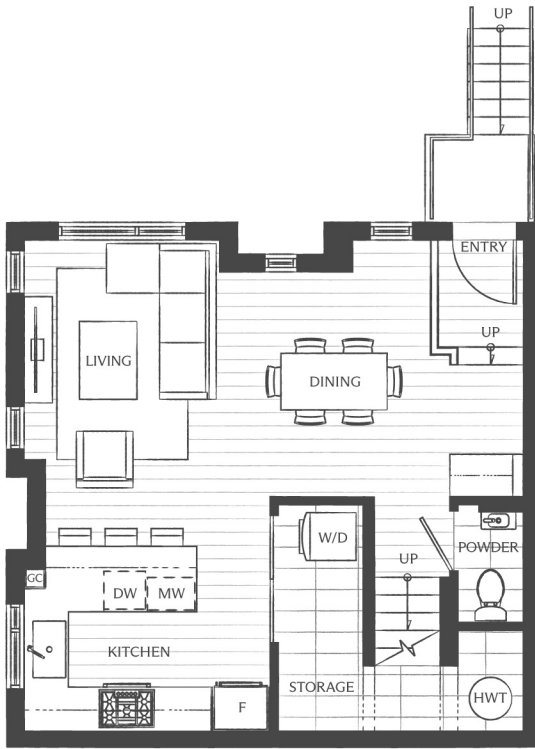 UP
ENTRY
UP
LIVING
DINING
W/D
POWDER
UP
GC
DW
MW
KITCHEN
STORAGE
HWT
F